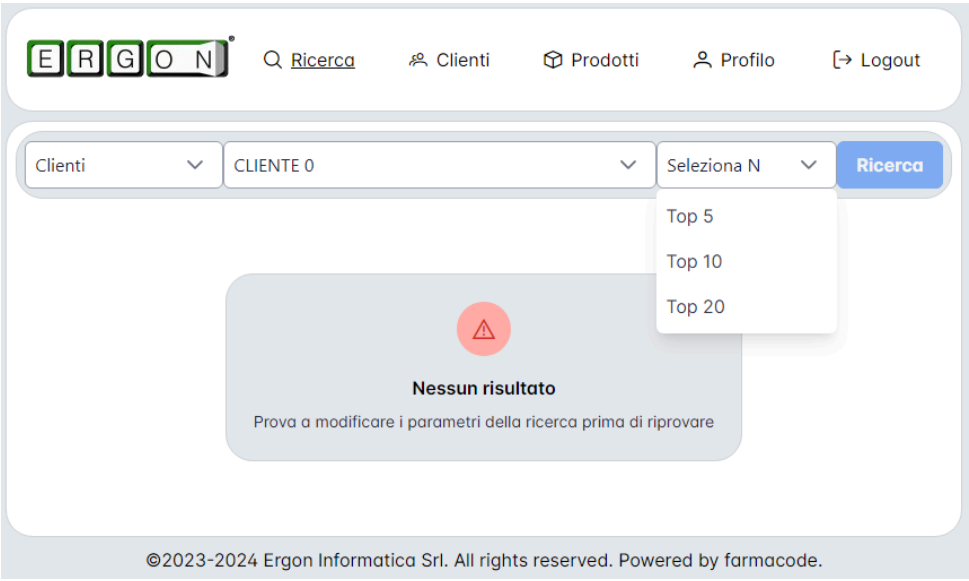 ERGON®
Ricerca
Clienti
Prodotti
Profilo
Logout
Clienti
CLIENTE 0
Seleziona N
Ricerca
Top 5
Top 10
Top 20
Nessun risultato
Prova a modificare i parametri della ricerca prima di riprovare
©2023-2024 Ergon Informatica Srl. All rights reserved. Powered by farmacode.